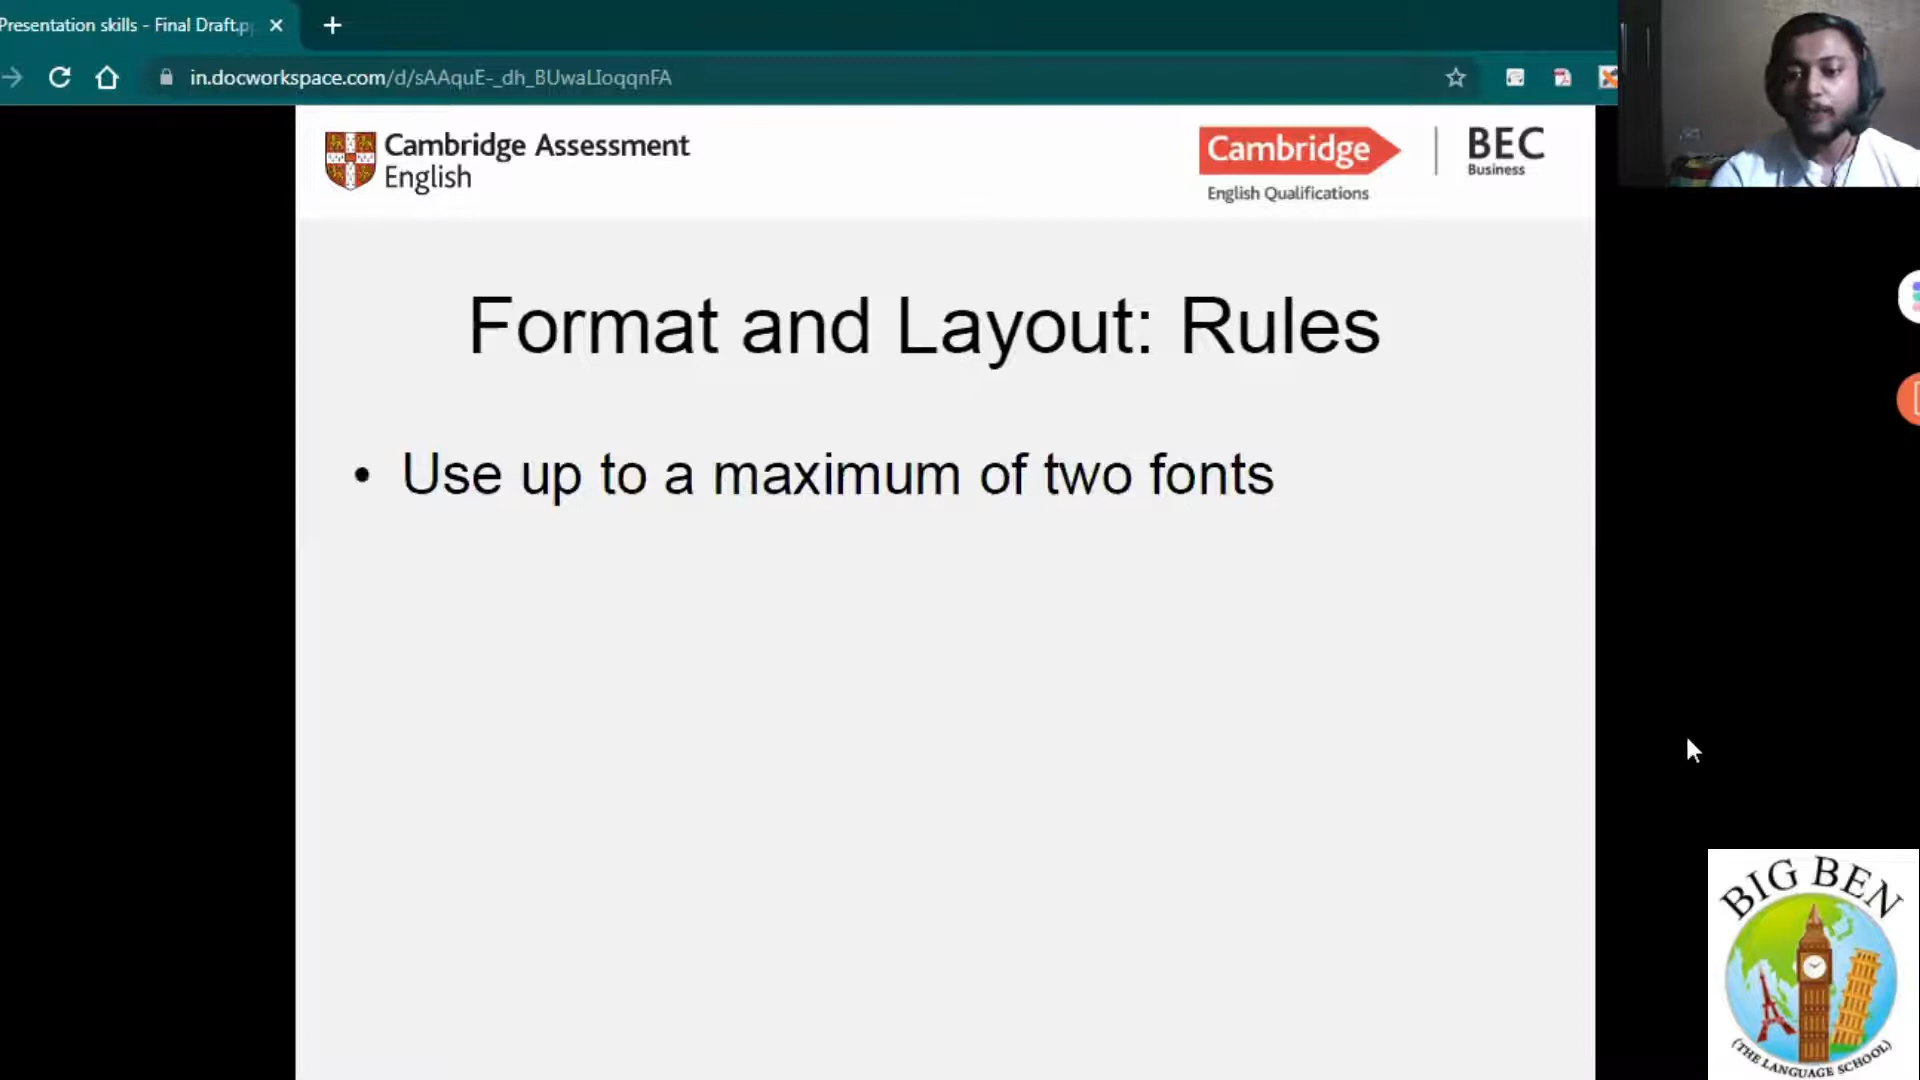 Presentation skills - Final Draft.p
in.docworkspace.com/d/sAAquE-_dh_BUwaLIoqqnFA
Cambridge Assessment
English
Cambridge
English Qualifications
BEC
Business
Format and Layout: Rules
• Use up to a maximum of two fonts
BIG BEN
(THE LANGUAGE SCHOOL)